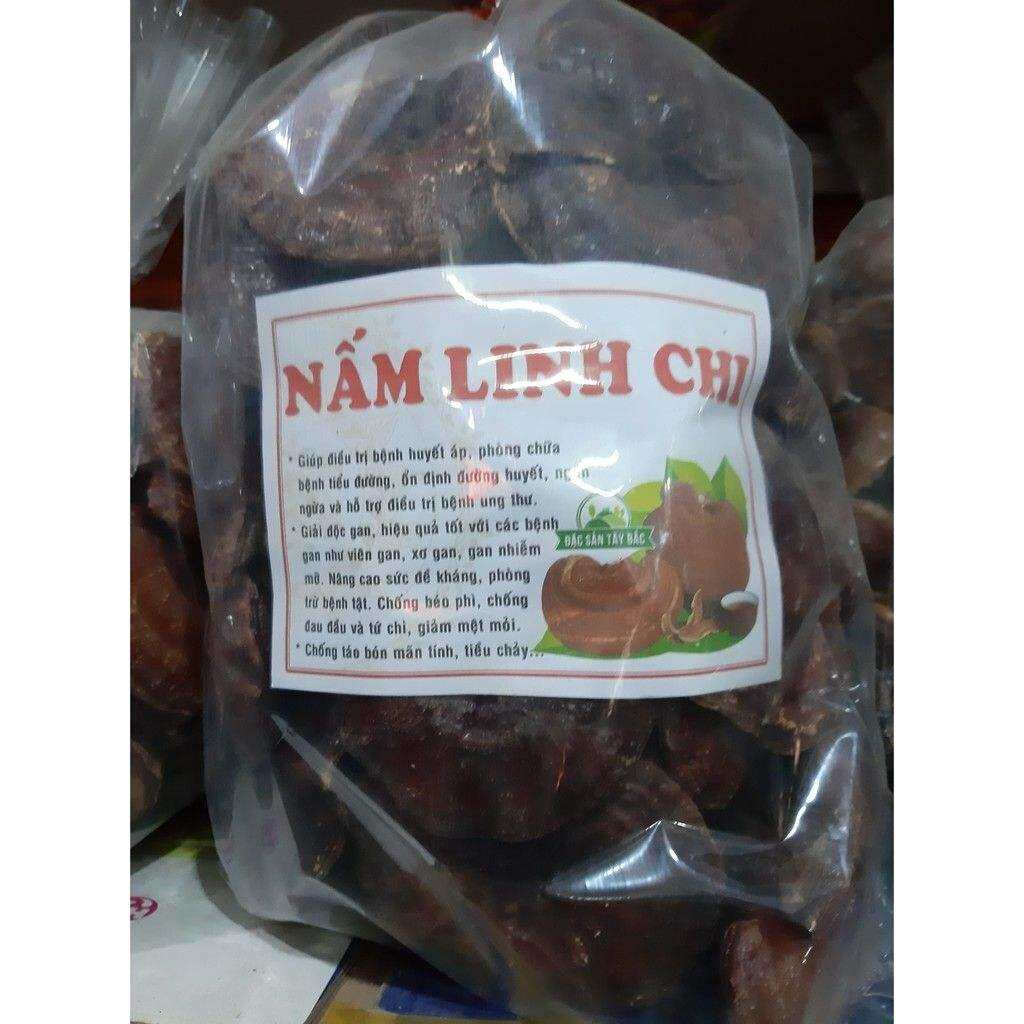 NẤM LINH CHI
* Giúp điều trị bệnh huyết áp, phòng chữa
bệnh tiểu đường, ổn định đường huyết, ngăn
ngừa và hỗ trợ điều trị bệnh ung thư.
* Giải độc gan, hiệu quả tốt với các bệnh
gan như viên gan, xơ gan, gan nhiễm
mỡ. Nâng cao sức đề kháng, phòng
trừ bệnh tật. Chống béo phì, chống
đau đầu và tứ chi, giảm mệt mỏi.
* Chống táo bón mãn tính, tiểu chảy...
ĐẶC SẢN TÂY BẮC